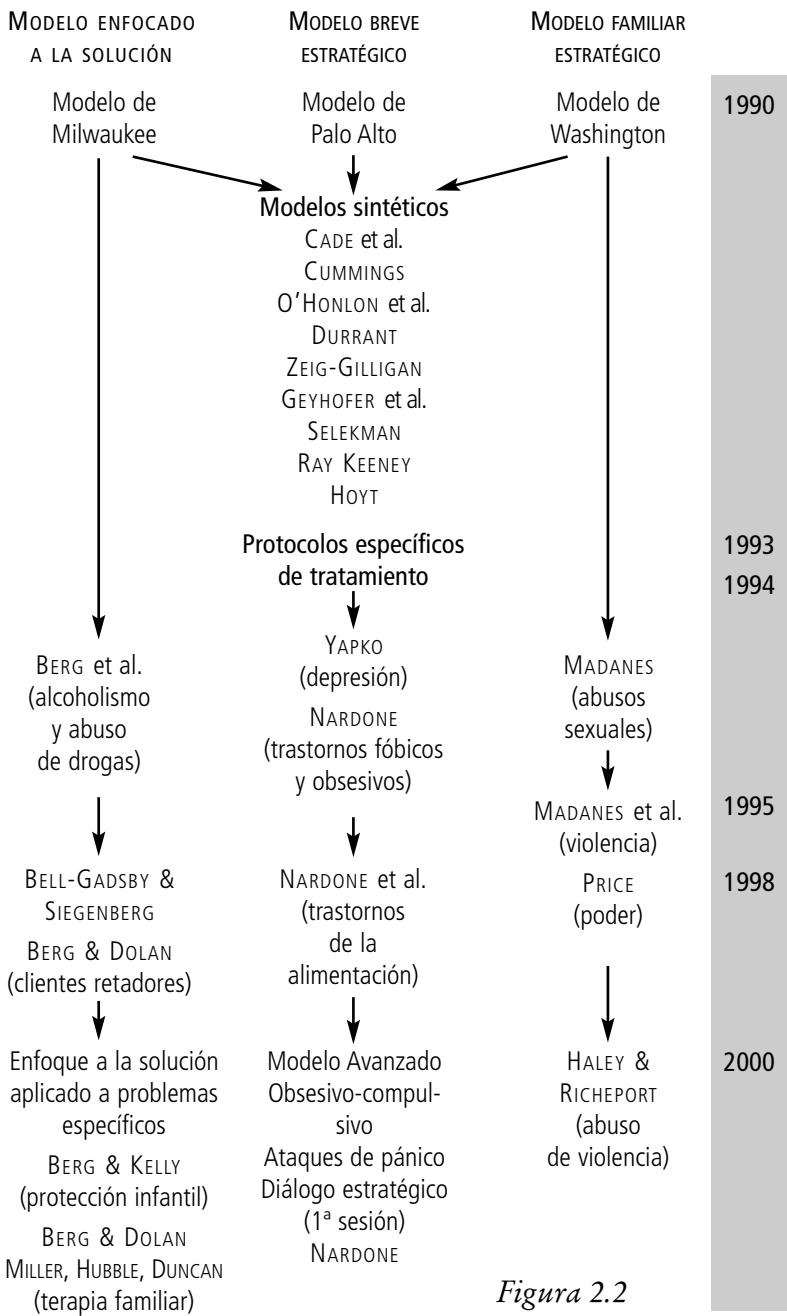 MODELO ENFOCADO
A LA SOLUCIÓN
MODELO BREVE
ESTRATÉGICO
MODELO FAMILIAR
ESTRATÉGICO
Modelo de
Milwaukee
Modelo de
Palo Alto
Modelo de
Washington
1990
Modelos sintéticos
CADE et al.
CUMMINGS
O'HONLON et al.
DURRANT
ZEIG-GILLIGAN
GEYHOFER et al.
SELEKMAN
RAY KEENEY
HOYT
Protocolos específicos
de tratamiento
1993
1994
BERG et al.
(alcoholismo
y abuso
de drogas)
YAPKO
(depresión)
NARDONE
(trastornos fóbicos
y obsesivos)
MADANES
(abusos
sexuales)
MADANES et al.
(violencia)
1995
BELL-GADSBY &
SIEGENBERG
BERG & DOLAN
(clientes retadores)
NARDONE et al.
(trastornos
de la
alimentación)
PRICE
(poder)
1998
Enfoque a la solución
aplicado a problemas
específicos
BERG & KELLY
(protección infantil)
BERG & DOLAN
MILLER, HUBBLE, DUNCAN
(terapia familiar)
Modelo Avanzado
Obsesivo-compul-
sivo
Ataques de pánico
Diálogo estratégico
(1ª sesión)
NARDONE
HALEY &
RICHEPORT
(abuso
de violencia)
2000
Figura 2.2